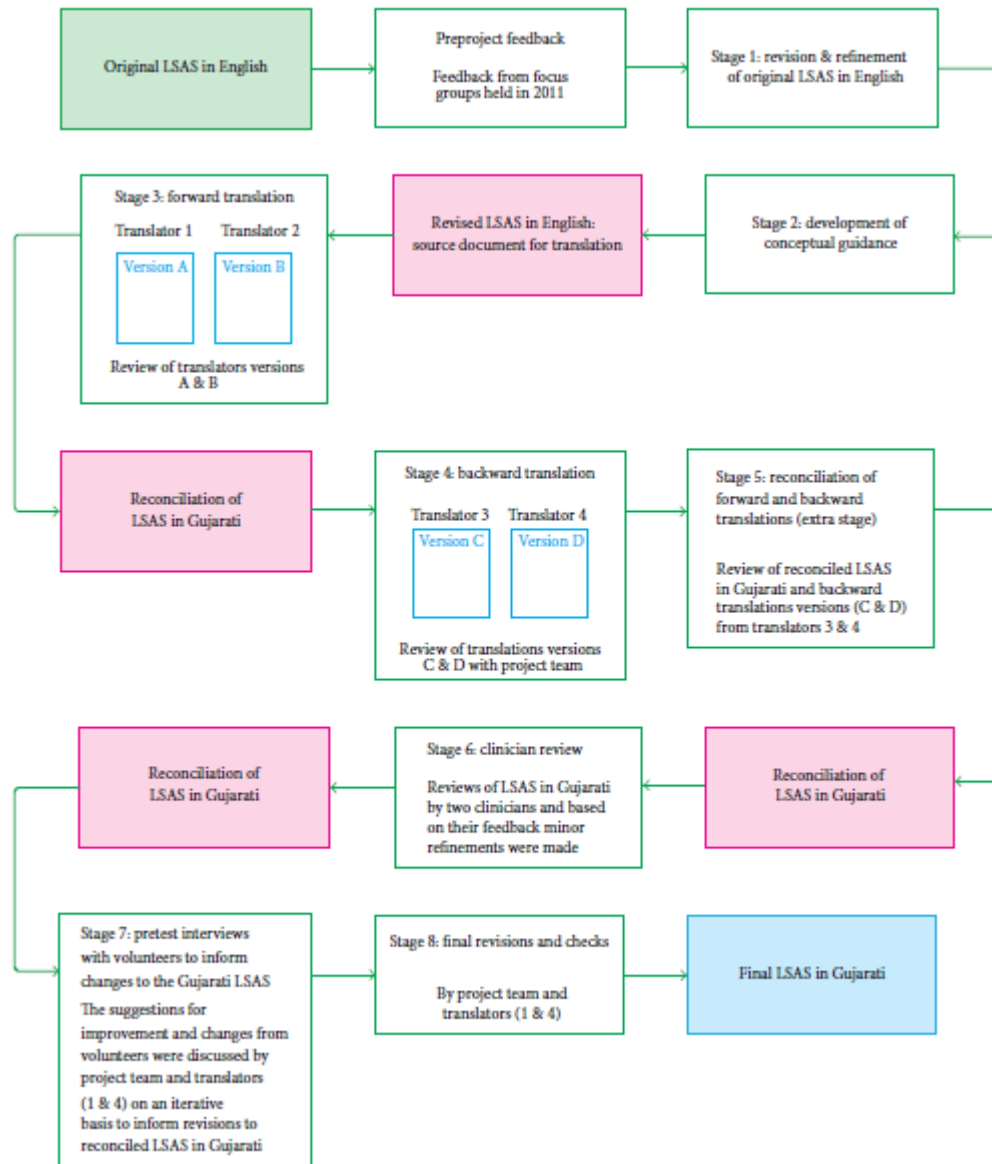 Original LSAS in English
Preproject feedback
Feedback from focus
groups held in 2011
Stage 1: revision & refinement
of original LSAS in English
Stage 2: development of
conceptual guidance
Revised LSAS in English:
source document for translation
Stage 3: forward translation
Translator 1 Translator 2
Version A Version B
Review of translators versions
A & B
Reconciliation of
LSAS in Gujarati
Stage 4: backward translation
Translator 3 Translator 4
Version C Version D
Review of translations versions
C & D with project team
Stage 5: reconciliation of
forward and backward
translations (extra stage)
Review of reconciled LSAS
in Gujarati and backward
translations versions (C & D)
from translators 3 & 4
Reconciliation of
LSAS in Gujarati
Stage 6: clinician review
Reviews of LSAS in Gujarati
by two clinicians and based
on their feedback minor
refinements were made
Reconciliation of
LSAS in Gujarati
Stage 7: pretest interviews
with volunteers to inform
changes to the Gujarati LSAS
The suggestions for
improvement and changes from
volunteers were discussed by
project team and translators
(1 & 4) on an iterative
basis to inform revisions to
reconciled LSAS in Gujarati
Stage 8: final revisions and checks
By project team and
translators (1 & 4)
Final LSAS in Gujarati